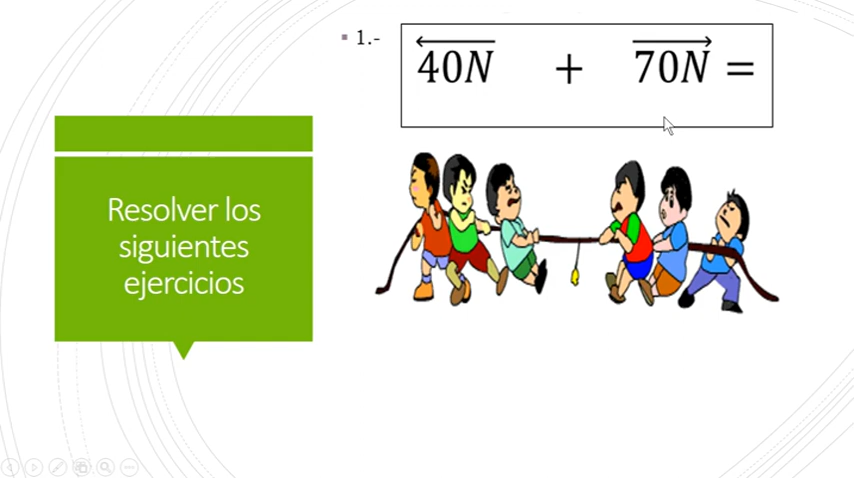 1.- 40N + 70N =
Resolver los
siguientes
ejercicios